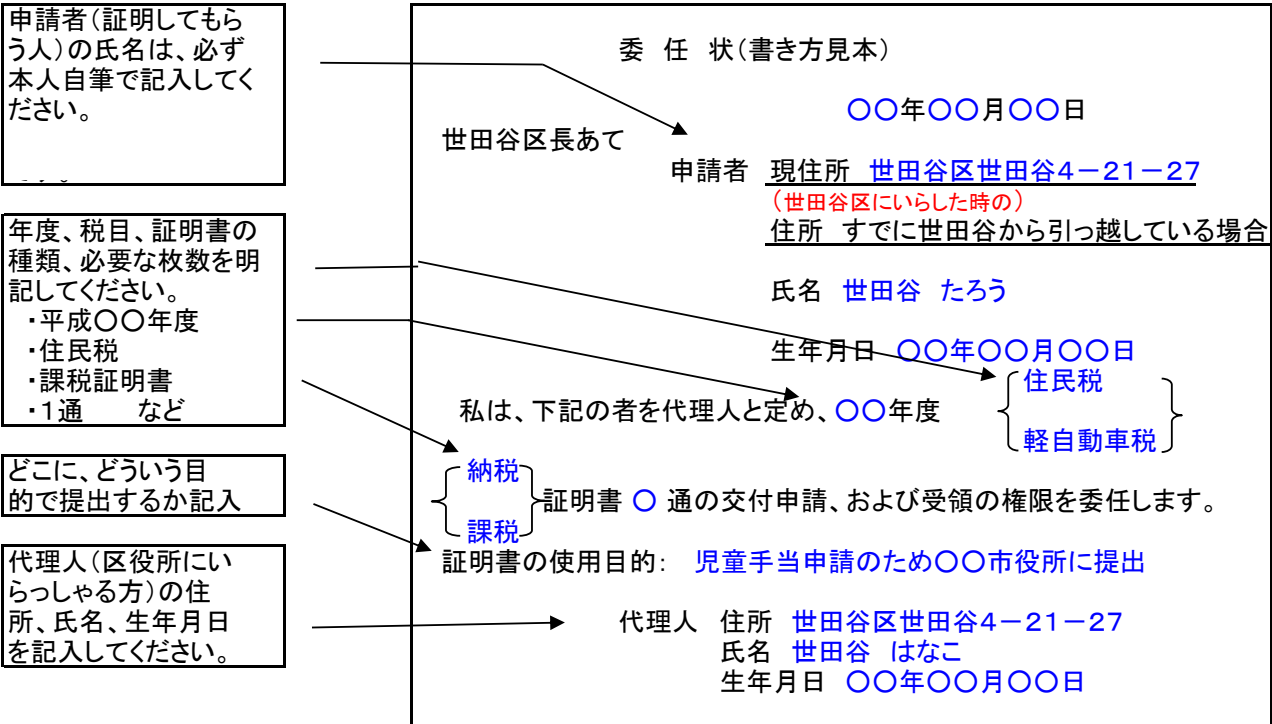 申請者(証明してもら
う人)の氏名は、必ず
本人自筆で記入してく
ださい。
年度、税目、証明書の
種類、必要な枚数を明
記してください。
・平成〇〇年度
・住民税
・課税証明書
・1通　　など
どこに、どういう目
的で提出するか記入
代理人(区役所にい
らっしゃる方)の住
所、氏名、生年月日
を記入してください。
委　任　状(書き方見本)
〇〇年〇〇月〇〇日
世田谷区長あて
申請者　現住所　世田谷区世田谷4-21-27
(世田谷区にいらした時の)
住所　すでに世田谷から引っ越している場合
氏名　世田谷　たろう
生年月日　〇〇年〇〇月〇〇日
住民税
私は、下記の者を代理人と定め、〇〇年度
軽自動車税
納税
証明書 〇 通の交付申請、および受領の権限を委任します。
課税
証明書の使用目的:　児童手当申請のため〇〇市役所に提出
代理人　住所　世田谷区世田谷4-21-27
氏名　世田谷　はなこ
生年月日　〇〇年〇〇月〇〇日